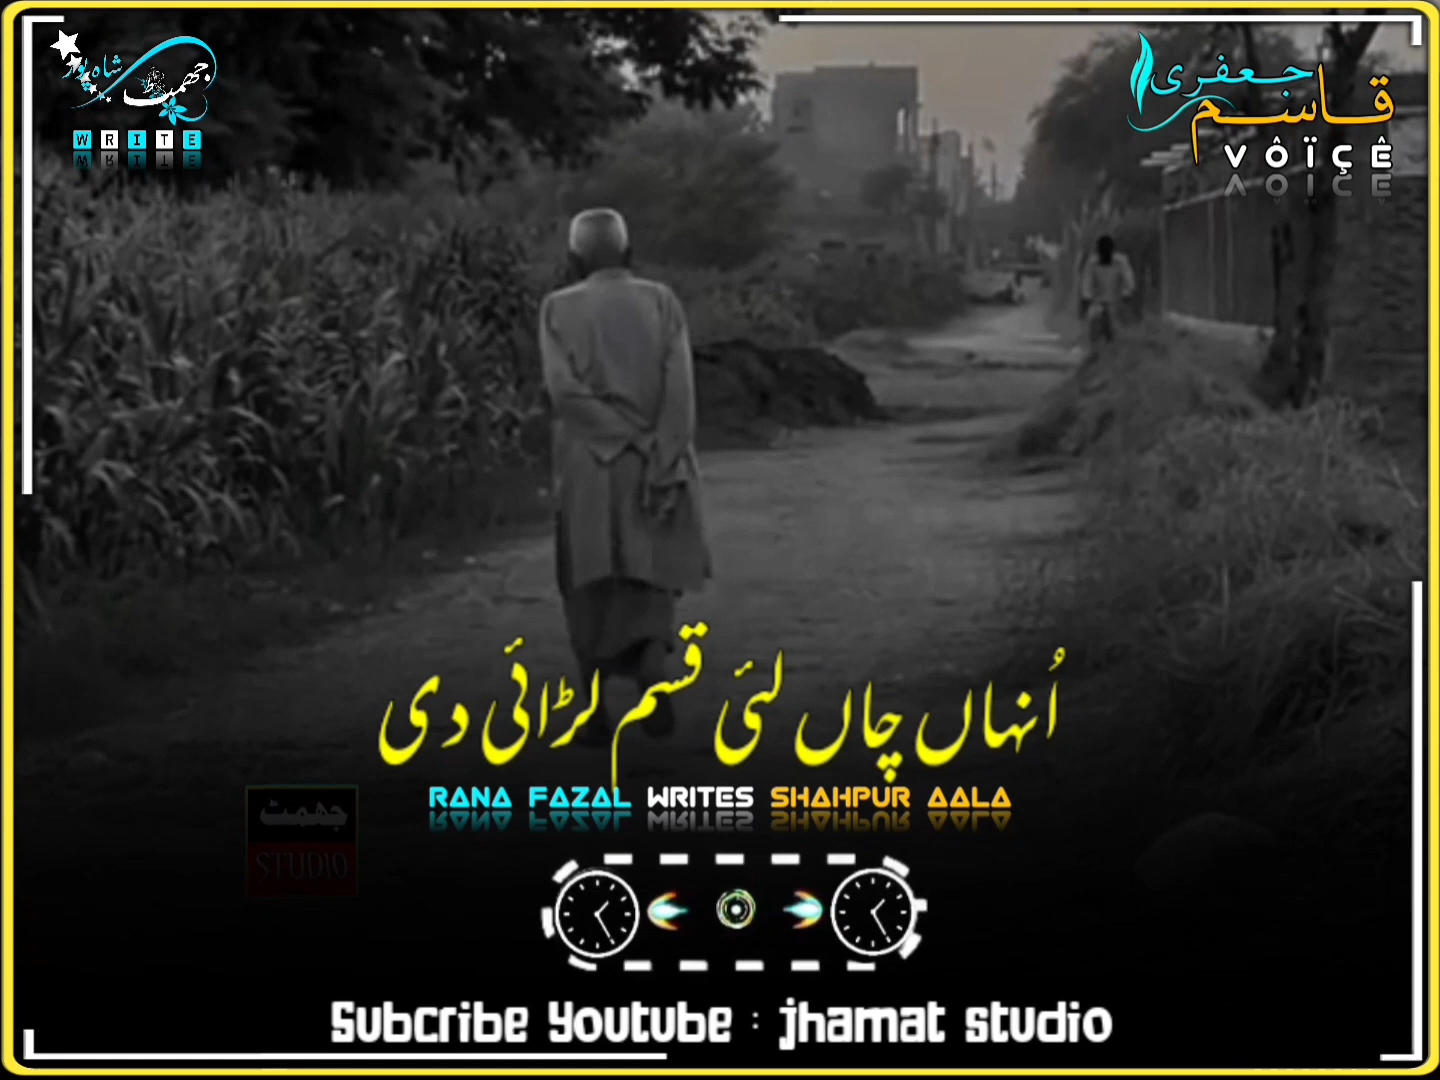 جھمٹ شاہ پور
WRITE
قاسم جعفری
VÔÏÇÊ
اُنہاں چاں لئی قسم لڑائی دی
RANA FAZAL WRITES SHAHPUR AALA
جھمٹ
STUDIO
Subcribe Youtube : jhamat studio